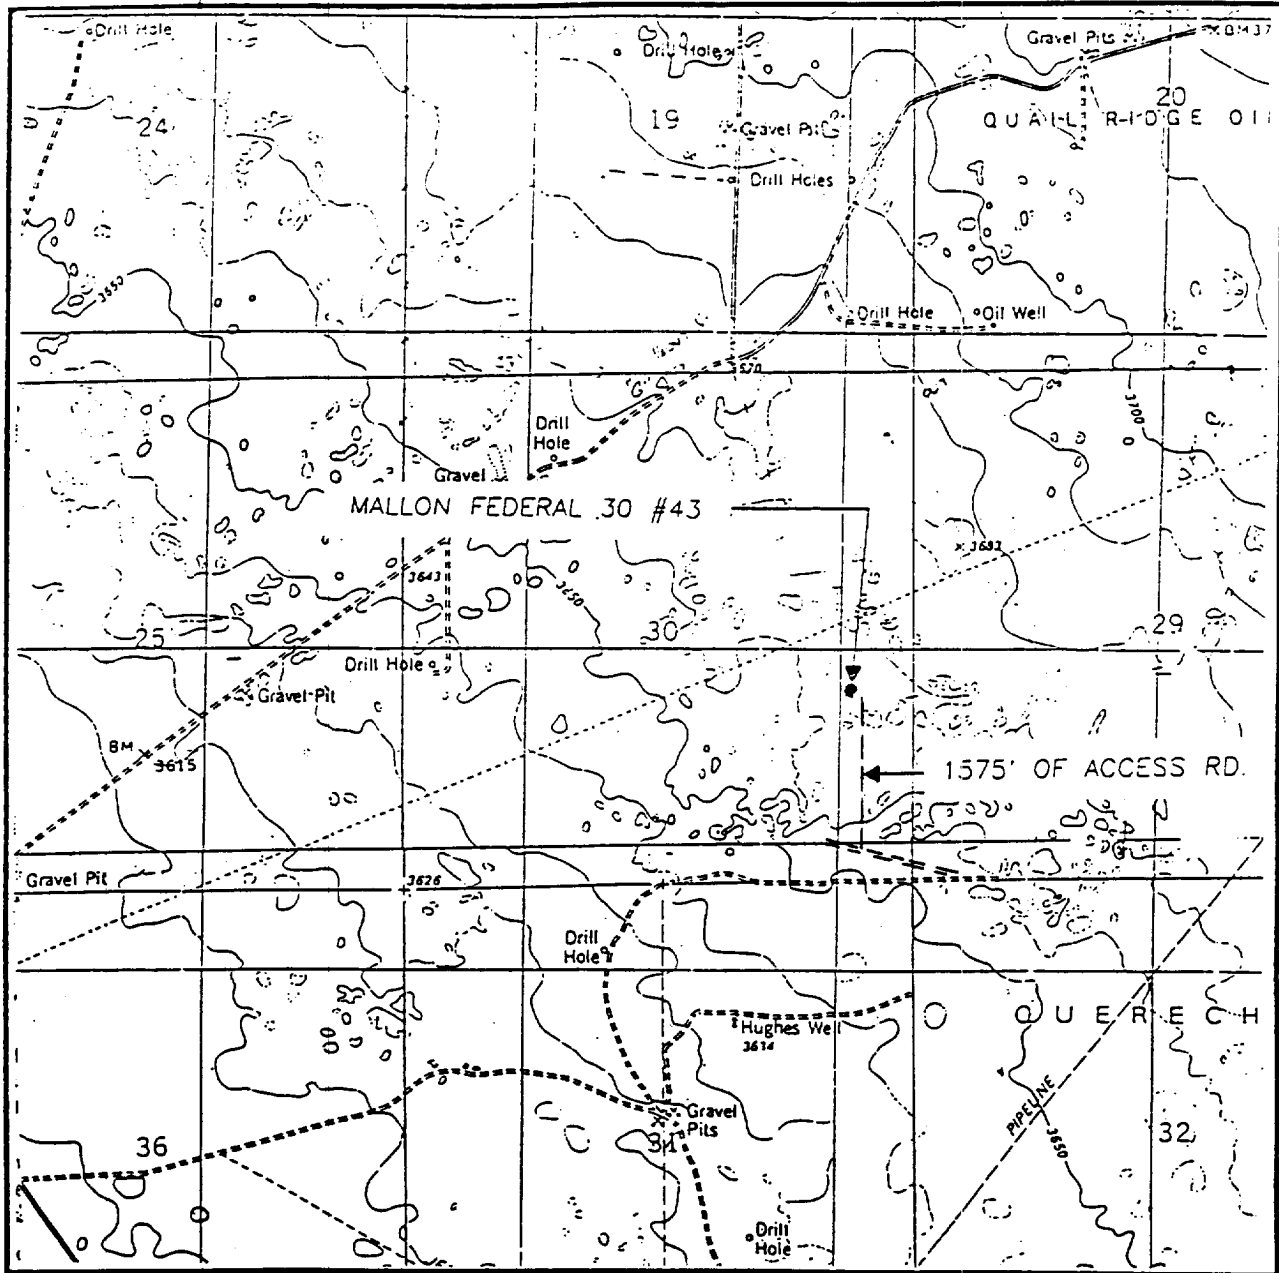 Drill Hole
Drill Hole
Gravel Pits
24
19
20
QUAIL RIDGE OIL
Gravel Pit
Drill Holes
3650
Drill Hole
Oil Well
3700
Drill
Hole
Gravel
MALLON FEDERAL 30 #43
3683
3643
3650
25
30
29
Drill Hole
Gravel Pit
BM
3615
1575' OF ACCESS RD.
Gravel Pit
3626
Drill
Hole
Hughes Well
3614
QUERECH
PIPELINE
3650
Gravel
Pits
36
31
32
Drill
Hole